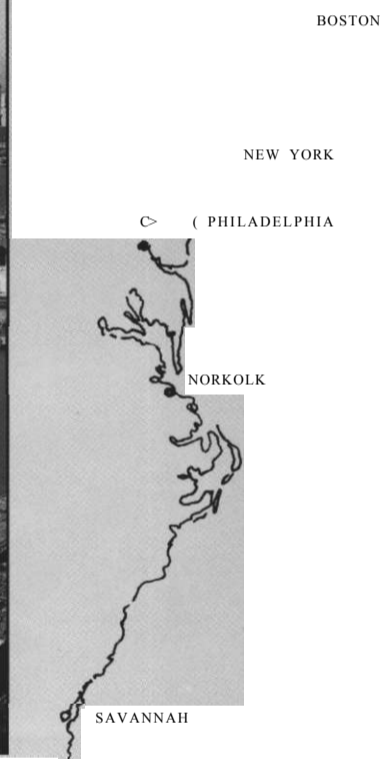 BOSTON
NEW YORK
C> ( PHILADELPHIA
NORKOLK
SAVANNAH